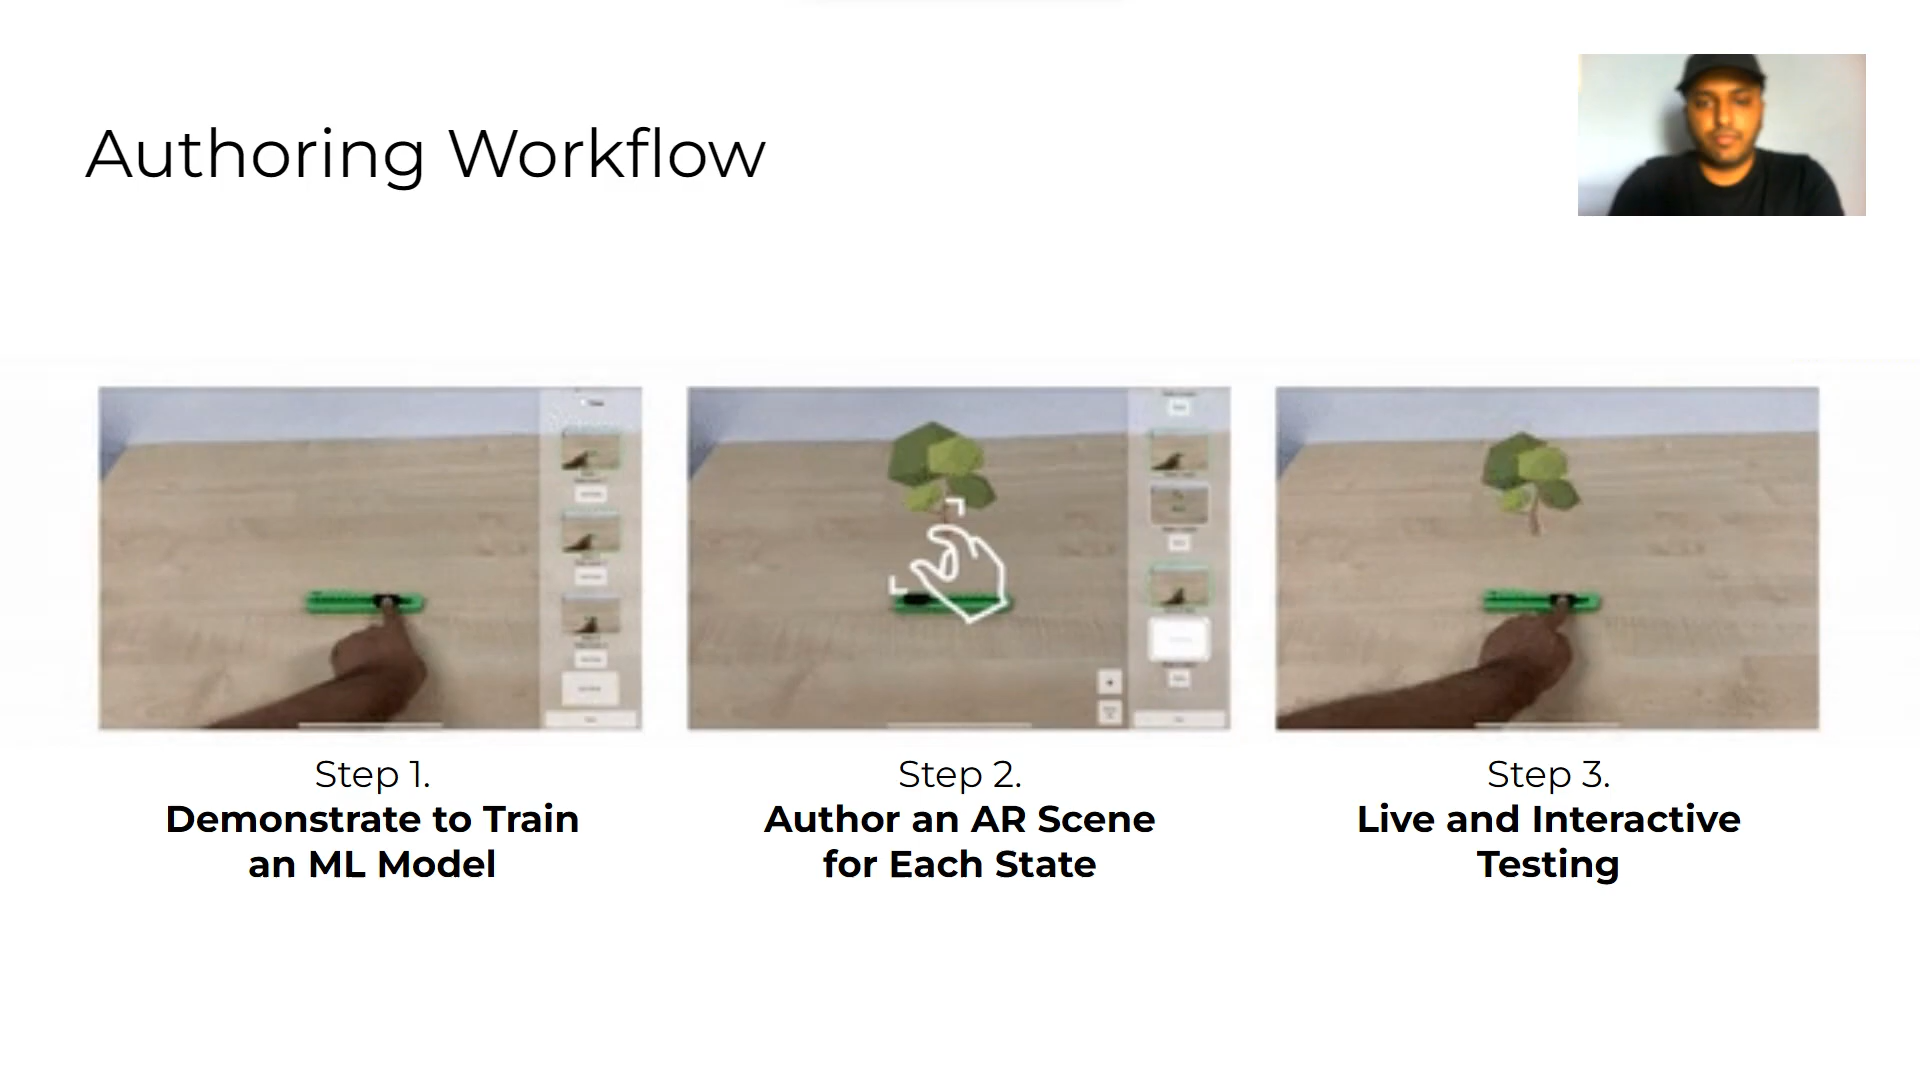 Authoring Workflow
Step 1.
Demonstrate to Train
an ML Model
Step 2.
Author an AR Scene
for Each State
Step 3.
Live and Interactive
Testing